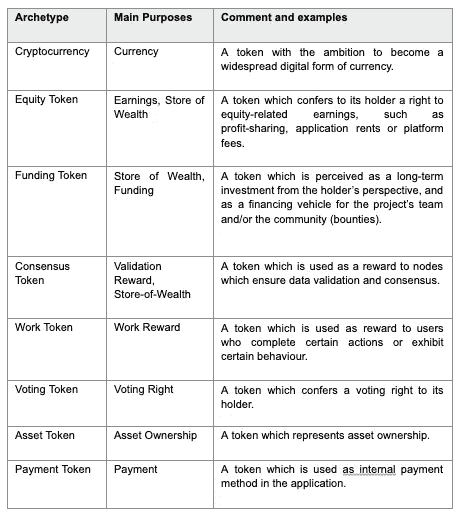 Archetype
Main Purposes
Comment and examples
Cryptocurrency
Currency
A token with the ambition to become a
widespread digital form of currency.
Equity Token
Earnings, Store of
Wealth
A token which confers to its holder a right to
equity-related earnings, such as
profit-sharing, application rents or platform
fees.
Funding Token
Store of Wealth,
Funding
A token which is perceived as a long-term
investment from the holder's perspective, and
as a financing vehicle for the project's team
and/or the community (bounties).
Consensus
Token
Validation
Reward,
Store-of-Wealth
A token which is used as a reward to nodes
which ensure data validation and consensus.
Work Token
Work Reward
A token which is used as reward to users
who complete certain actions or exhibit
certain behaviour.
Voting Token
Voting Right
A token which confers a voting right to its
holder.
Asset Token
Asset Ownership
A token which represents asset ownership.
Payment Token
Payment
A token which is used as internal payment
method in the application.